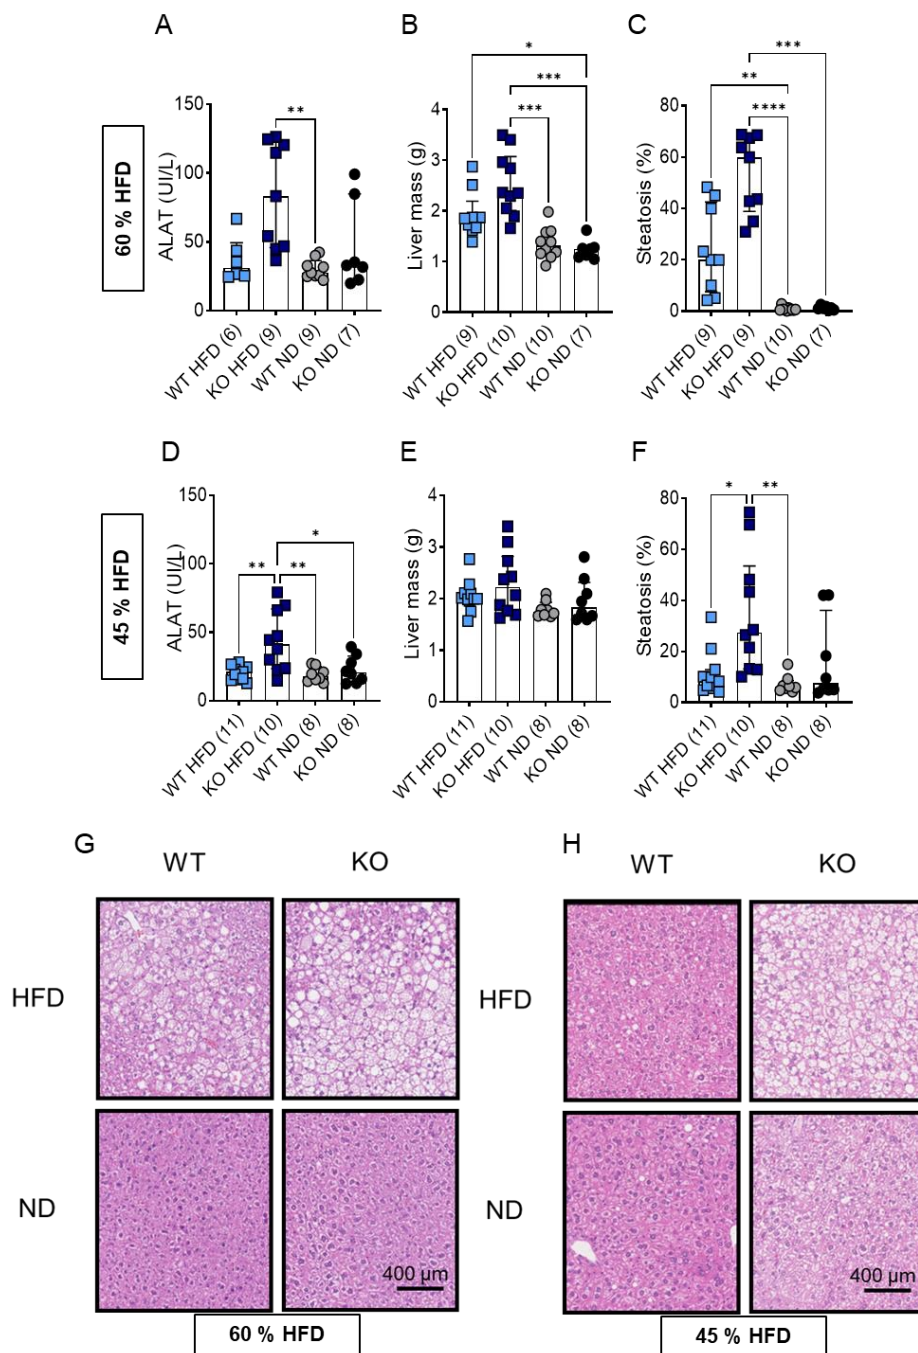 A
B
C
60 % HFD
ALAT (UI/L)
150
100
50
0
**
WT HFD (6)
KO HFD (9)
WT ND (9)
KO ND (7)
Liver mass (g)
4
3
2
1
0
*
***
***
WT HFD (9)
KO HFD (10)
WT ND (10)
KO ND (7)
Steatosis (%)
80
60
40
20
0
***
**
****
WT HFD (9)
KO HFD (9)
WT ND (10)
KO ND (7)
D
E
F
45 % HFD
ALAT (UI/L)
150
100
50
0
*
**
**
WT HFD (11)
KO HFD (10)
WT ND (8)
KO ND (8)
Liver mass (g)
4
3
2
1
0
WT HFD (11)
KO HFD (10)
WT ND (8)
KO ND (8)
Steatosis (%)
80
60
40
20
0
*
**
WT HFD (11)
KO HFD (10)
WT ND (8)
KO ND (8)
G
WT
KO
HFD
ND
400 µm
60 % HFD
H
WT
KO
HFD
ND
400 µm
45 % HFD